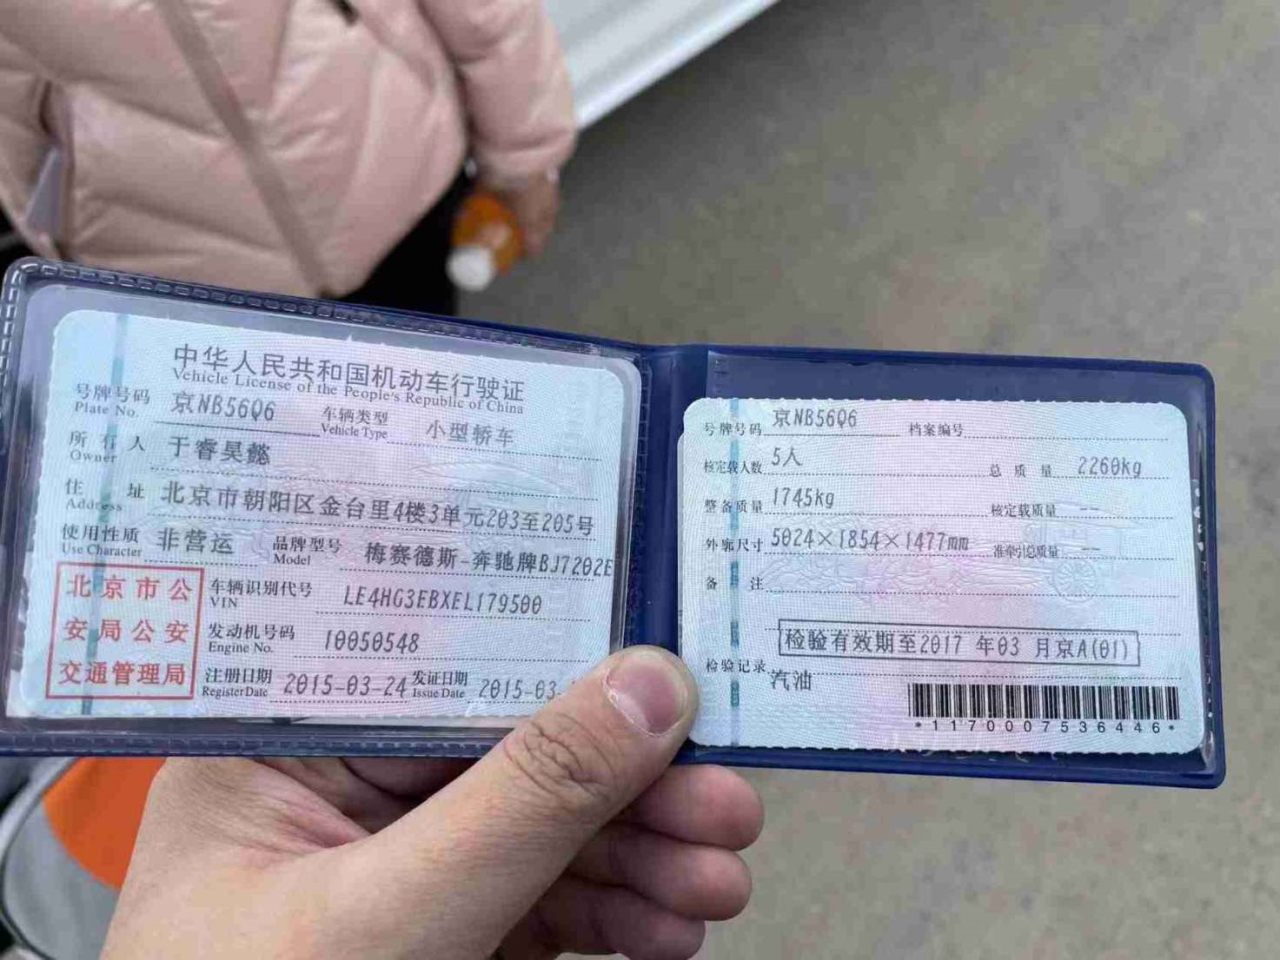 中华人民共和国机动车行驶证
Vehicle License of the People's Republic of China
号牌号码 京NB56Q6 车辆类型 小型轿车
Plate No. Vehicle Type
所有人 于睿昊懿
Owner
住址 北京市朝阳区金台里4楼3单元203至205号
Address
使用性质 非营运 品牌型号 梅赛德斯-奔驰牌BJ7202E
Use Character Model
北京市公
安局公安
交通管理局
车辆识别代号 LE4HG3EBXEL179500
VIN
发动机号码 10050548
Engine No.
注册日期 2015-03-24 发证日期 2015-03-
Register Date Issue Date
号牌号码 京NB56Q6 档案编号
核定载人数 5人 总质量 2260kg
整备质量 1745kg 核定载质量 --
外廓尺寸 5024×1854×1477mm 准牵引总质量 --
备注
检验有效期至2017年03月京A(01)
检验记录
汽油
*1170007536446*